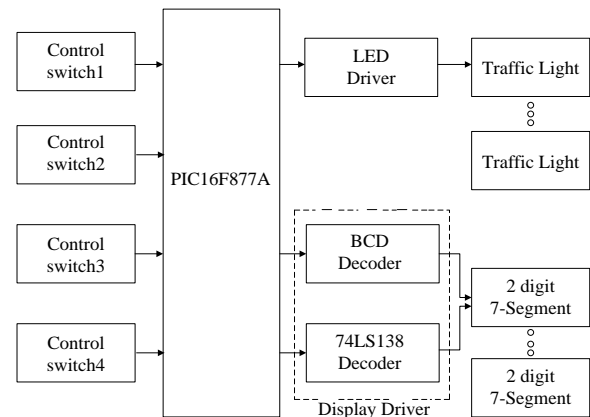 Control
switch1
Control
switch2
Control
switch3
Control
switch4
PIC16F877A
LED
Driver
Traffic Light
Traffic Light
BCD
Decoder
74LS138
Decoder
Display Driver
2 digit
7-Segment
2 digit
7-Segment